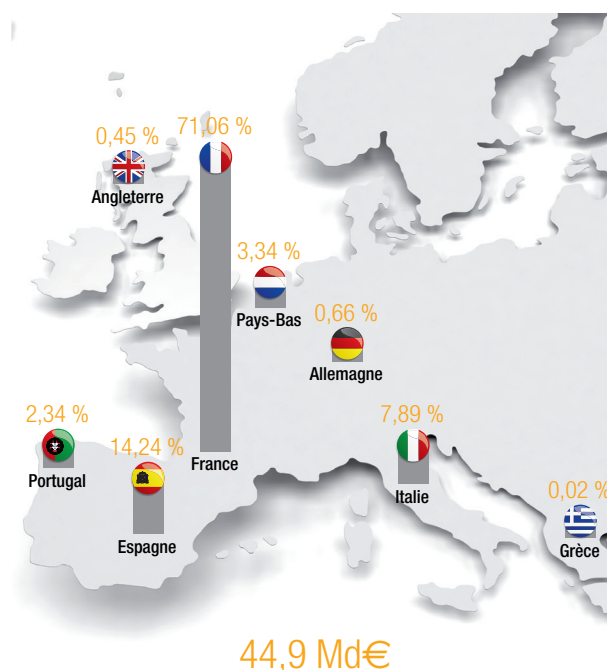 0,45 %
Angleterre
71,06 %
France
3,34 %
Pays-Bas
0,66 %
Allemagne
2,34 %
Portugal
14,24 %
Espagne
7,89 %
Italie
0,02 %
Grèce
44,9 Md€